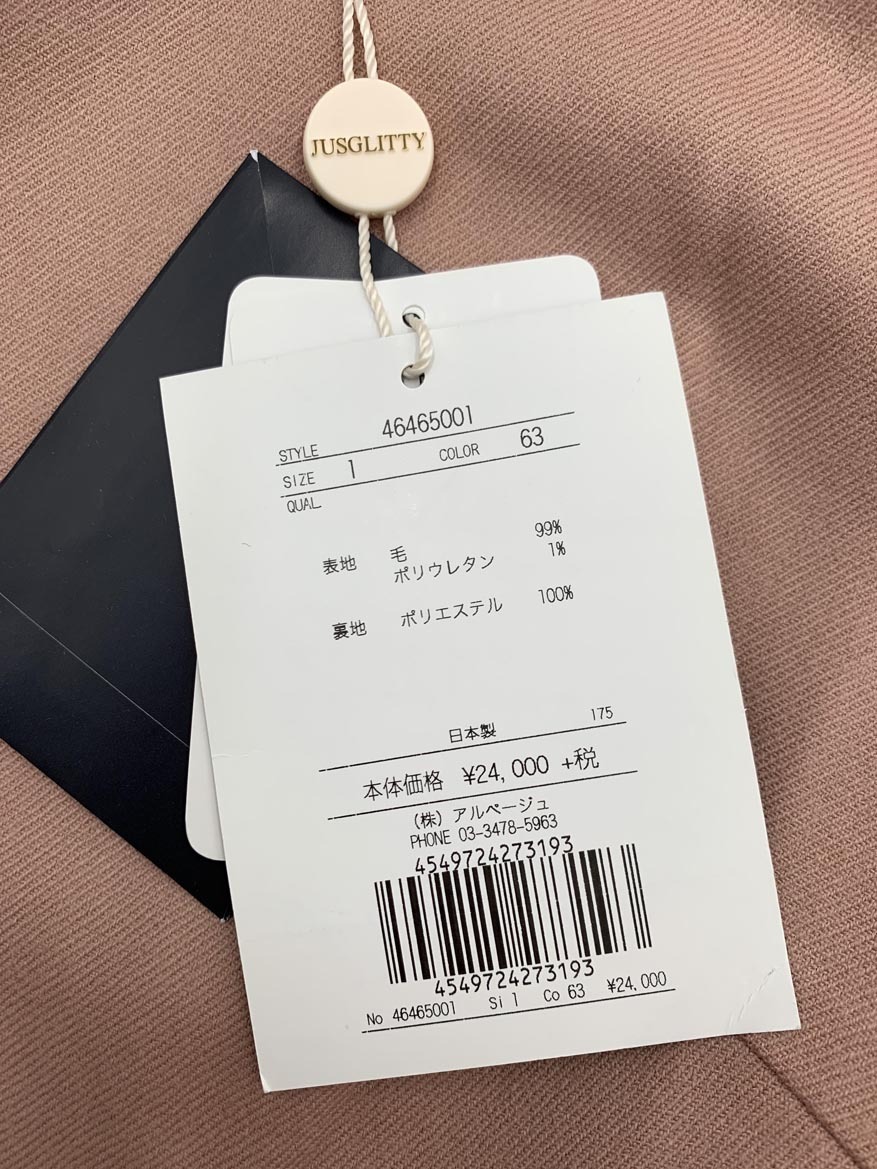 JUSGLITTY
STYLE 46465001
SIZE 1 COLOR 63
QUAL
表地 毛 99%
ポリウレタン 1%
裏地 ポリエステル 100%
日本製 175
本体価格 ¥24,000 +税
(株) アルページュ
PHONE 03-3478-5963
4549724273193
4549724273193
No 46465001 Si 1 Co 63 ¥24,000